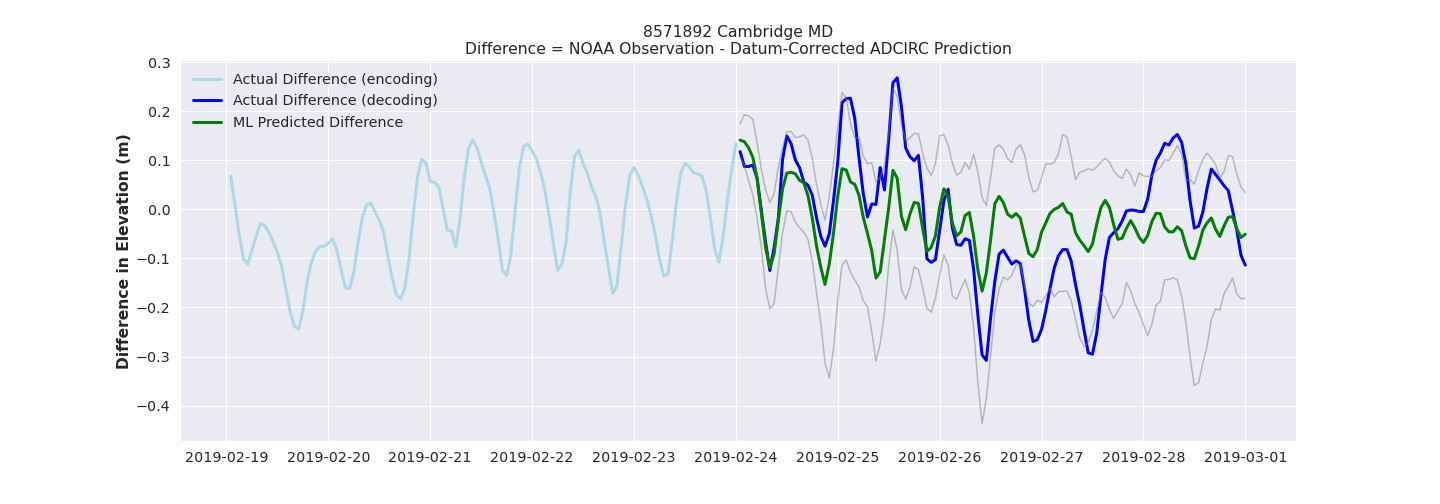 8571892 Cambridge MD
Difference = NOAA Observation - Datum-Corrected ADCIRC Prediction
Difference in Elevation (m)
0.3
0.2
0.1
0.0
−0.1
−0.2
−0.3
−0.4
Actual Difference (encoding)
Actual Difference (decoding)
ML Predicted Difference
2019-02-19 2019-02-20 2019-02-21 2019-02-22 2019-02-23 2019-02-24 2019-02-25 2019-02-26 2019-02-27 2019-02-28 2019-03-01